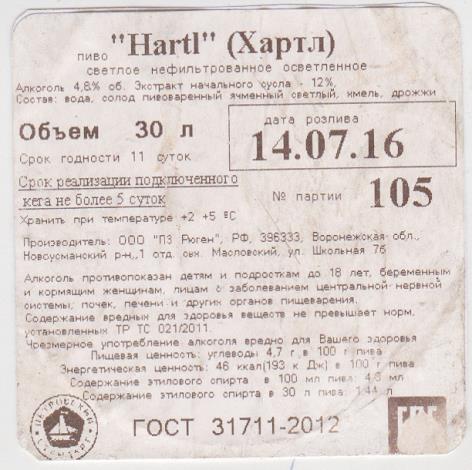 пиво "Hartl" (Хартл)
светлое нефильтрованное осветленное
Алкоголь 4,8% об. Экстракт начального сусла - 12%,
Состав: вода, солод пивоваренный ячменный светлый, хмель, дрожжи
Объем 30 л
Срок годности 11 суток
дата розлива
14.07.16
Срок реализации подключенного
кега не более 5 суток
№ партии 105
Хранить при температуре +2 +5 ºС
Производитель: ООО "ПЗ Рюген", РФ, 396333, Воронежская обл.,
Новоусманский р-н,,1 отд. свх. Масловский, ул. Школьная 7б
Алкоголь противопоказан детям и подросткам до 18 лет, беременным
и кормящим женщинам, лицам с заболеванием центральной нервной
системы, почек, печени и других органов пищеварения.
Содержание вредных для здоровья веществ не превышает норм,
установленных ТР ТС 021/2011.
Чрезмерное употребление алкоголя вредно для Вашего здоровья
Пищевая ценность: углеводы 4,7 г,в 100 г пива
Энергетическая ценность: 46 ккал(193 к Дж) в 100 г пива
Содержание этилового спирта в 100 мл пива 4,8 мл
Содержание этилового спирта в 30 л пива 1,44 л
ПЕТРОВСКИЙ СТАНДАРТ
ГОСТ 31711-2012